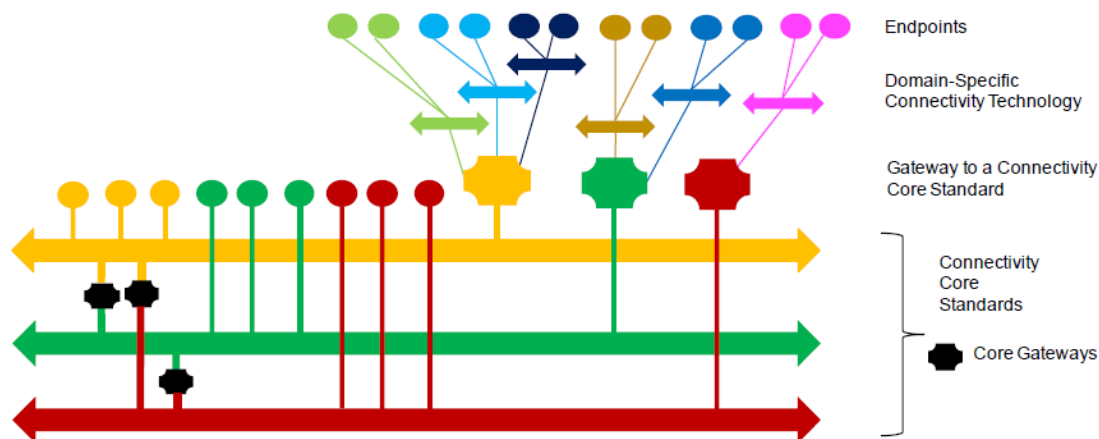 Endpoints
Domain-Specific
Connectivity Technology
Gateway to a Connectivity
Core Standard
Connectivity
Core
Standards
Core Gateways